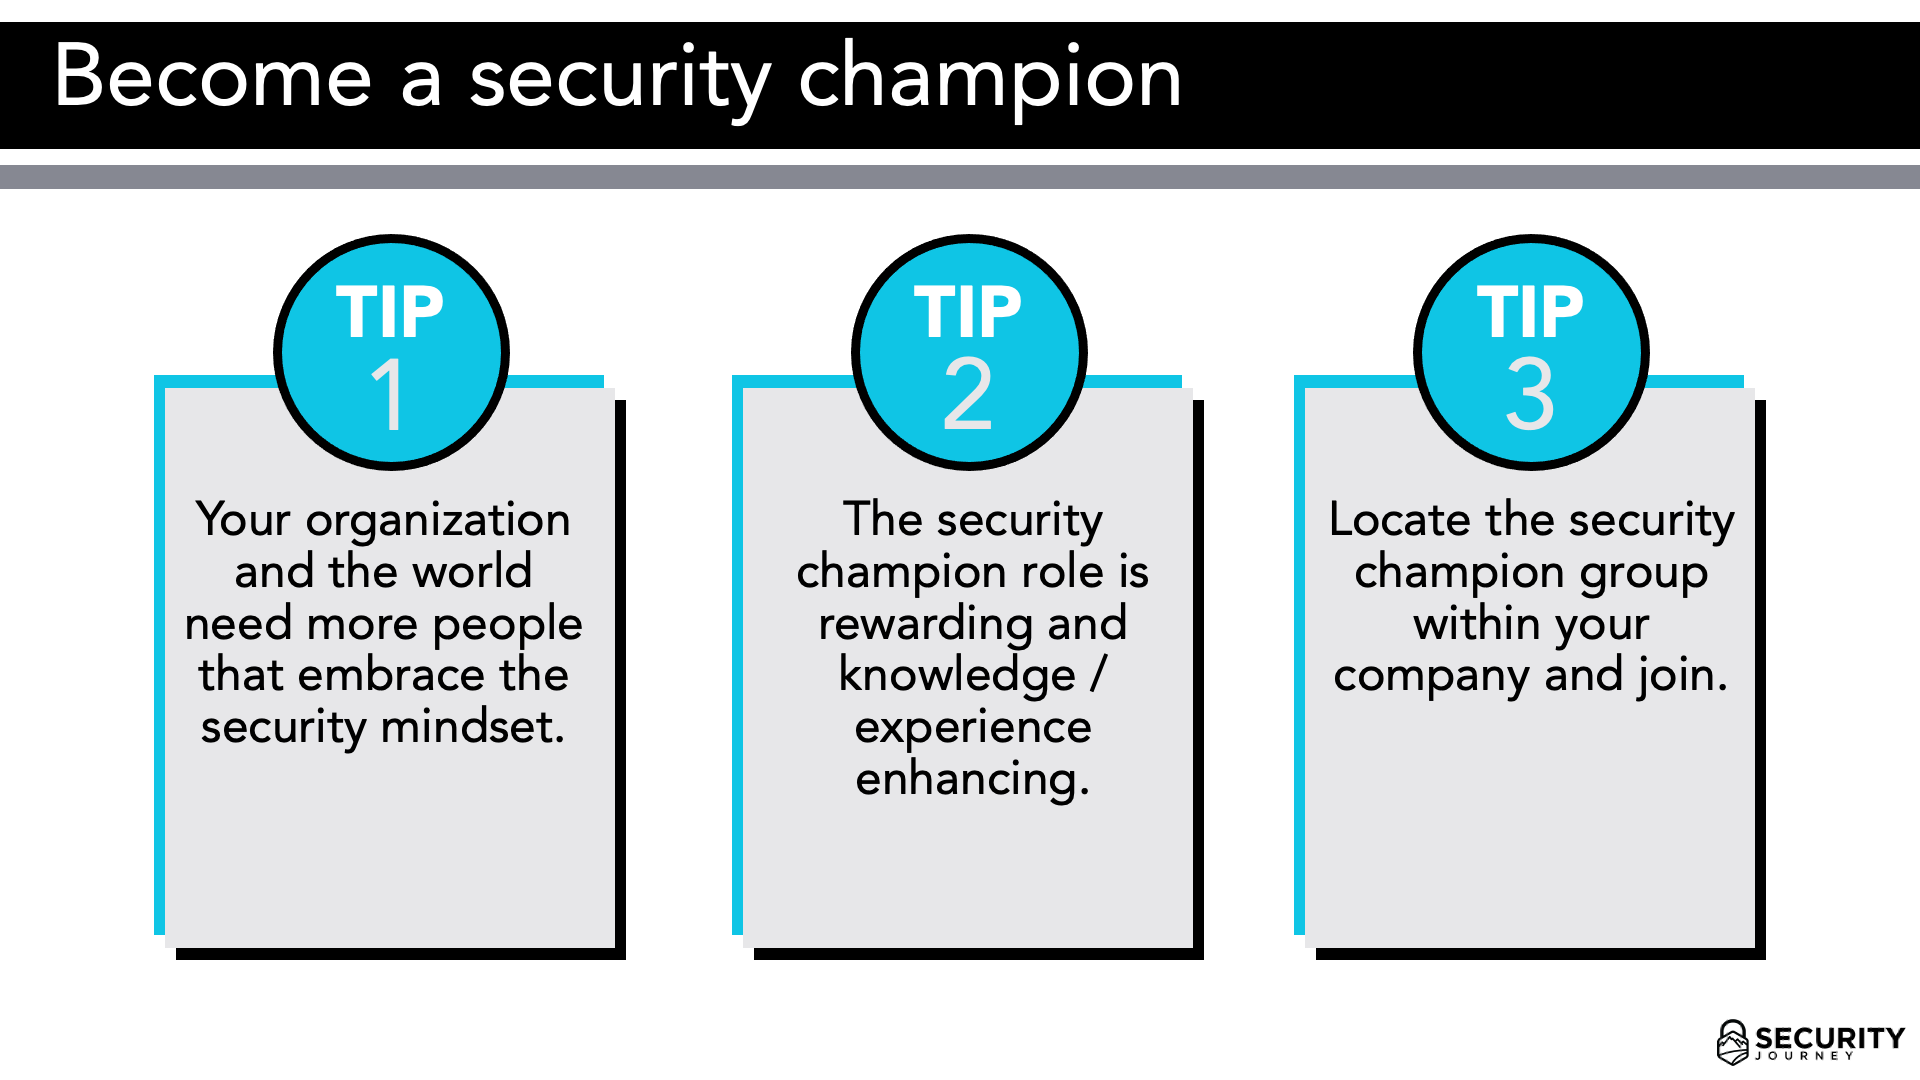 Become a security champion
TIP
1
Your organization
and the world
need more people
that embrace the
security mindset.
TIP
2
The security
champion role is
rewarding and
knowledge /
experience
enhancing.
TIP
3
Locate the security
champion group
within your
company and join.
SECURITY
JOURNEY